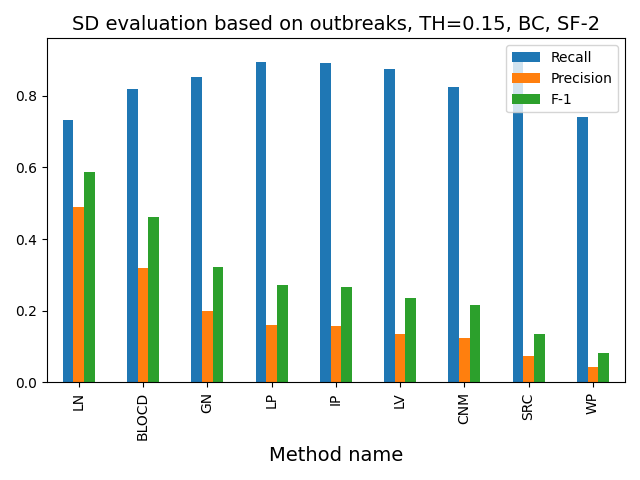 SD evaluation based on outbreaks, TH=0.15, BC, SF-2
Recall
Precision
F-1
0.8
0.6
0.4
0.2
0.0
LN
BLOCD
GN
LP
IP
LV
CNM
SRC
WP
Method name